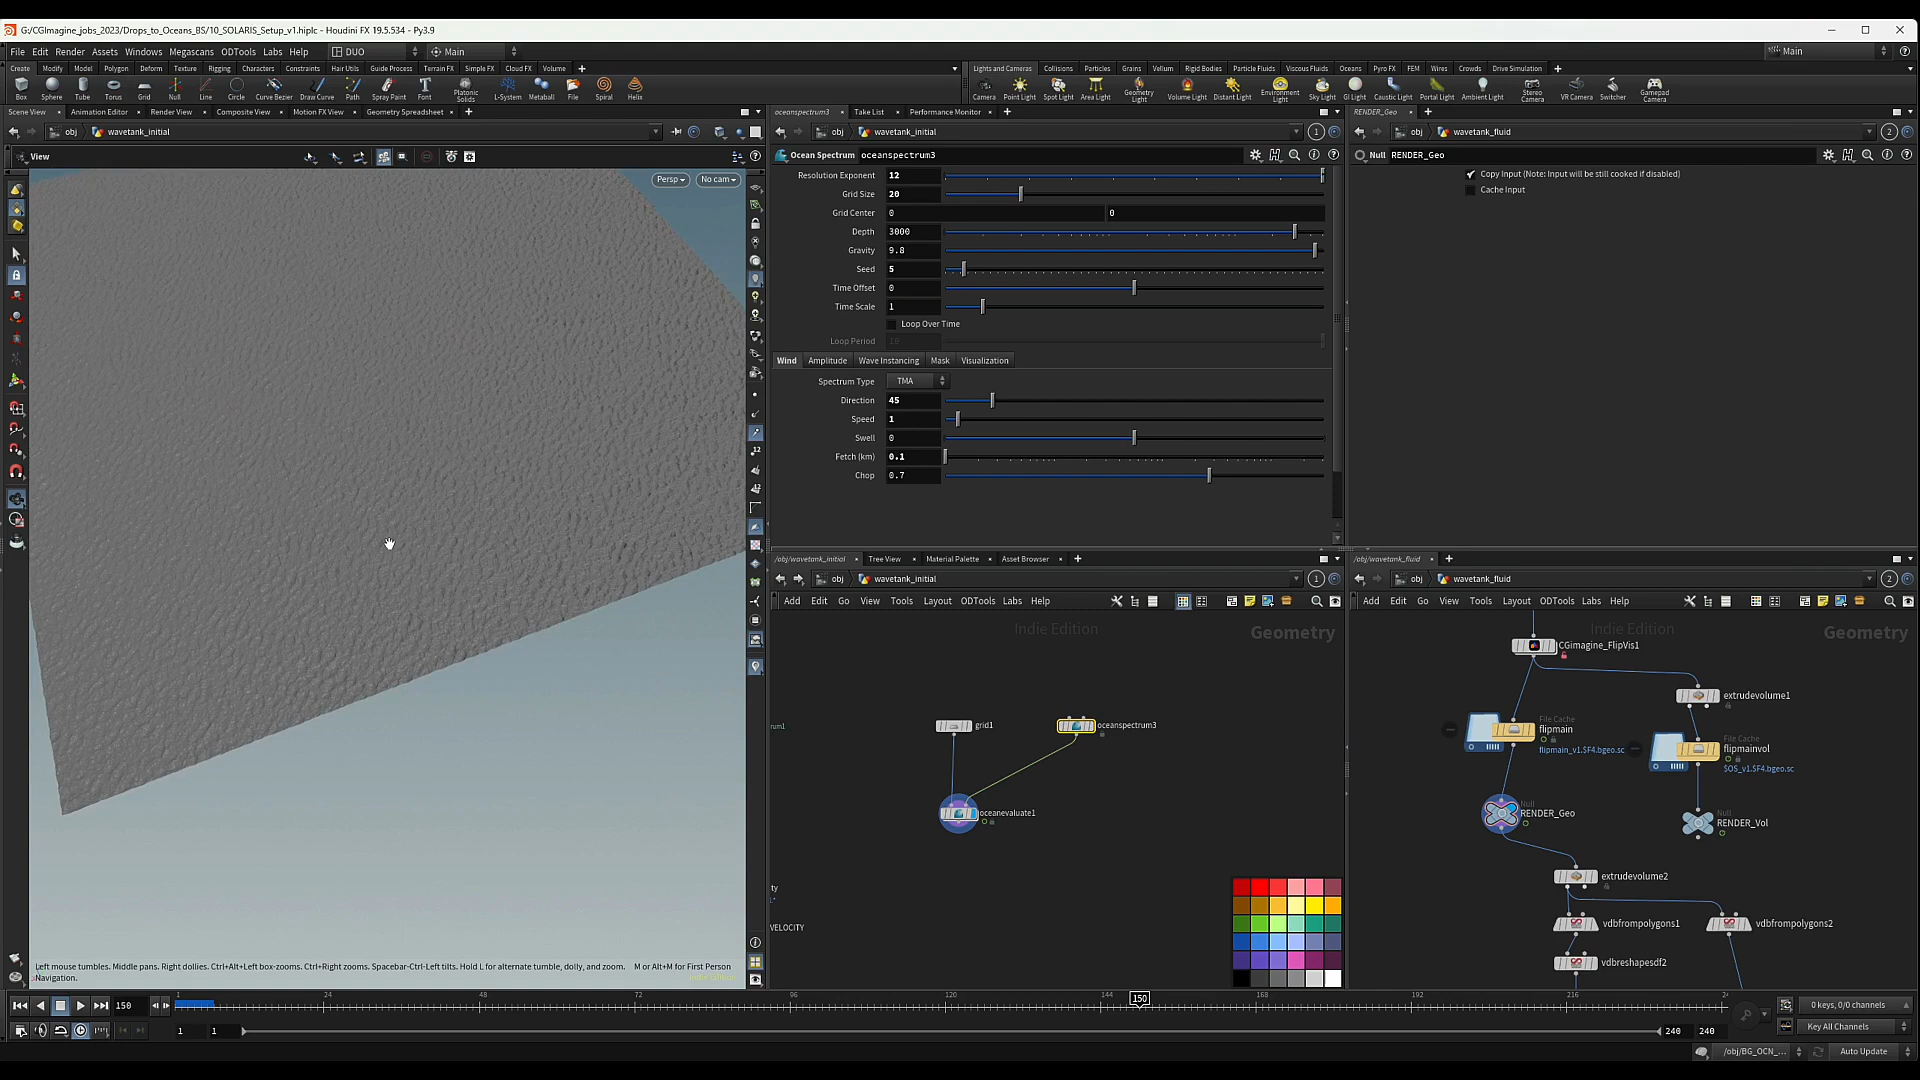 G:/CGImagine_jobs_2023/Drops_to_Oceans_BS/10_SOLARIS_Setup_v1.hiplc - Houdini FX 19.5.534 - Py3.9
File Edit Render Assets Windows Megascans ODTools Labs Help DUO Main Main
Create Modify Model Polygon Deform Texture Rigging Characters Constraints Hair Utils Guide Process Terrain FX Simple FX Cloud FX Volume
Lights and Cameras Collisions Particles Grains Vellum Rigid Bodies Particle Fluids Viscous Fluids Oceans Pyro FX FEM Wires Crowds Drive Simulation
Box Sphere Tube Torus Grid Null Line Circle Curve Bezier Draw Curve Path Spray Paint Font Platonic Solids L-System Metaball File Spiral Helix
Camera Point Light Spot Light Area Light Geometry Light Volume Light Distant Light Environment Light Sky Light GI Light Caustic Light Portal Light Ambient Light Stereo Camera VR Camera Switcher Gamepad Camera
Scene View Animation Editor Render View Composite View Motion FX View Geometry Spreadsheet
oceanspectrum3 Take List Performance Monitor
RENDER_Geo
obj wavetank_initial
obj wavetank_initial 1
obj wavetank_fluid 2
View
Persp No cam
Ocean Spectrum oceanspectrum3
Resolution Exponent 12
Grid Size 20
Grid Center 0 0
Depth 3000
Gravity 9.8
Seed 5
Time Offset 0
Time Scale 1
Loop Over Time
Loop Period 10
Wind Amplitude Wave Instancing Mask Visualization
Spectrum Type TMA
Direction 45
Speed 1
Swell 0
Fetch (km) 0.1
Chop 0.7
Null RENDER_Geo
Copy Input (Note: Input will be still cooked if disabled)
Cache Input
/obj/wavetank_initial Tree View Material Palette Asset Browser
obj wavetank_initial 1
Add Edit Go View Tools Layout ODTools Labs Help
Indie Edition
Geometry
rum1
grid1
oceanspectrum3
oceanevaluate1
ty
VELOCITY
/obj/wavetank_fluid
obj wavetank_fluid 2
Add Edit Go View Tools Layout ODTools Labs Help
Indie Edition
Geometry
CGimagine_FlipVis1
extrudevolume1
File Cache
flipmain
flipmain_v1.$F4.bgeo.sc
File Cache
flipmainvol
$OS_v1.$F4.bgeo.sc
Null
RENDER_Geo
Null
RENDER_Vol
extrudevolume2
vdbfrompolygons1
vdbfrompolygons2
vdbreshapesdf2
Left mouse tumbles. Middle pans. Right dollies. Ctrl+Alt+Left box-zooms. Ctrl+Right zooms. Spacebar-Ctrl-Left tilts. Hold L for alternate tumble, dolly, and zoom. M or Alt+M for First Person
Navigation.
150
1 24 48 72 96 120 144 150 168 192 216
0 keys, 0/0 channels
1 1 240 240
Key All Channels
/obj/BG_OCN_... Auto Update